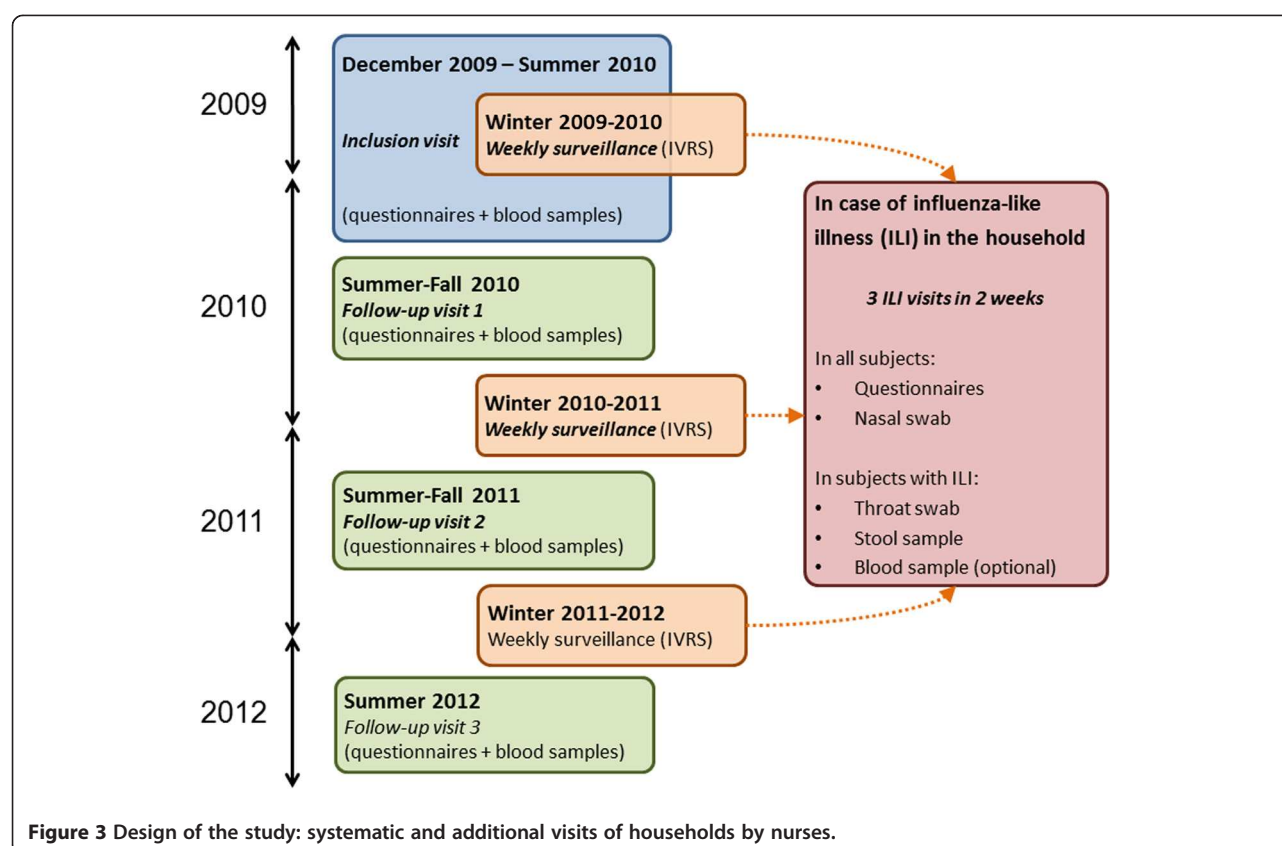 2009
December 2009 – Summer 2010
Inclusion visit
(questionnaires + blood samples)
Winter 2009-2010
Weekly surveillance (IVRS)
2010
Summer-Fall 2010
Follow-up visit 1
(questionnaires + blood samples)
Winter 2010-2011
Weekly surveillance (IVRS)
2011
Summer-Fall 2011
Follow-up visit 2
(questionnaires + blood samples)
Winter 2011-2012
Weekly surveillance (IVRS)
2012
Summer 2012
Follow-up visit 3
(questionnaires + blood samples)
In case of influenza-like
illness (ILI) in the household
3 ILI visits in 2 weeks
In all subjects:
• Questionnaires
• Nasal swab
In subjects with ILI:
• Throat swab
• Stool sample
• Blood sample (optional)
Figure 3 Design of the study: systematic and additional visits of households by nurses.